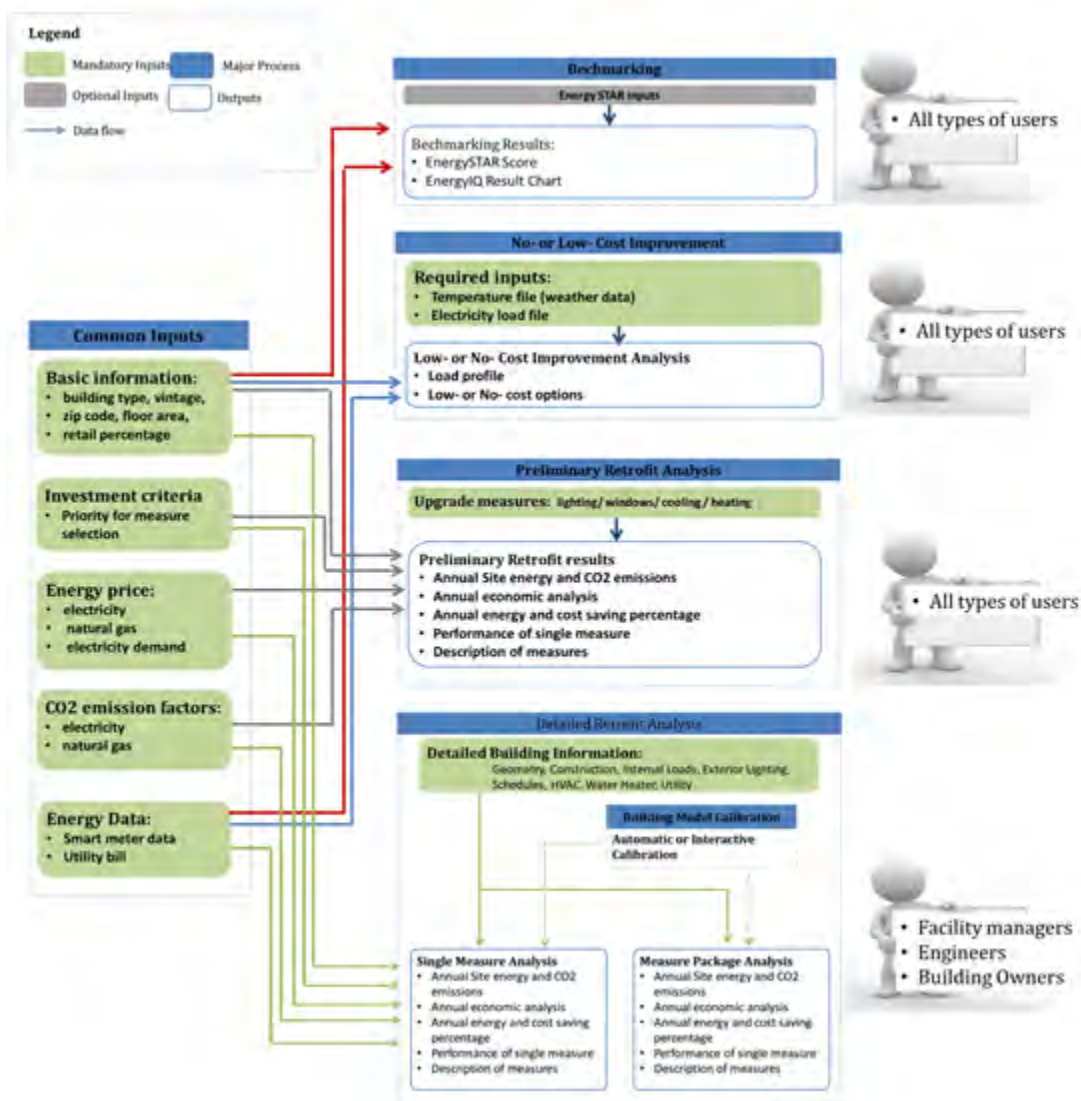 Legend
Mandatory Inputs
Major Process
Optional Inputs
Outputs
Data flow
Bechmarking
Energy STAR inputs
Bechmarking Results:
• EnergySTAR Score
• EnergyIQ Result Chart
• All types of users
No- or Low- Cost Improvement
Required inputs:
• Temperature file (weather data)
• Electricity load file
Low- or No- Cost Improvement Analysis
• Load profile
• Low- or No- cost options
• All types of users
Common Inputs
Basic information:
• building type, vintage,
• zip code, floor area,
• retail percentage
Investment criteria
• Priority for measure
selection
Energy price:
• electricity
• natural gas
• electricity demand
CO2 emission factors:
• electricity
• natural gas
Energy Data:
• Smart meter data
• Utility bill
Preliminary Retrofit Analysis
Upgrade measures: lighting/ windows/ cooling / heating
Preliminary Retrofit results
• Annual Site energy and CO2 emissions
• Annual economic analysis
• Annual energy and cost saving percentage
• Performance of single measure
• Description of measures
• All types of users
Detailed Retrofit Analysis
Detailed Building Information:
Geometry, Construction, Internal Loads, Exterior Lighting,
Schedules, HVAC, Water Heater, Utility
Building Model Calibration
Automatic or Interactive
Calibration
Single Measure Analysis
• Annual Site energy and CO2
emissions
• Annual economic analysis
• Annual energy and cost saving
percentage
• Performance of single measure
• Description of measures
Measure Package Analysis
• Annual Site energy and CO2
emissions
• Annual economic analysis
• Annual energy and cost saving
percentage
• Performance of single measure
• Description of measures
• Facility managers
• Engineers
• Building Owners